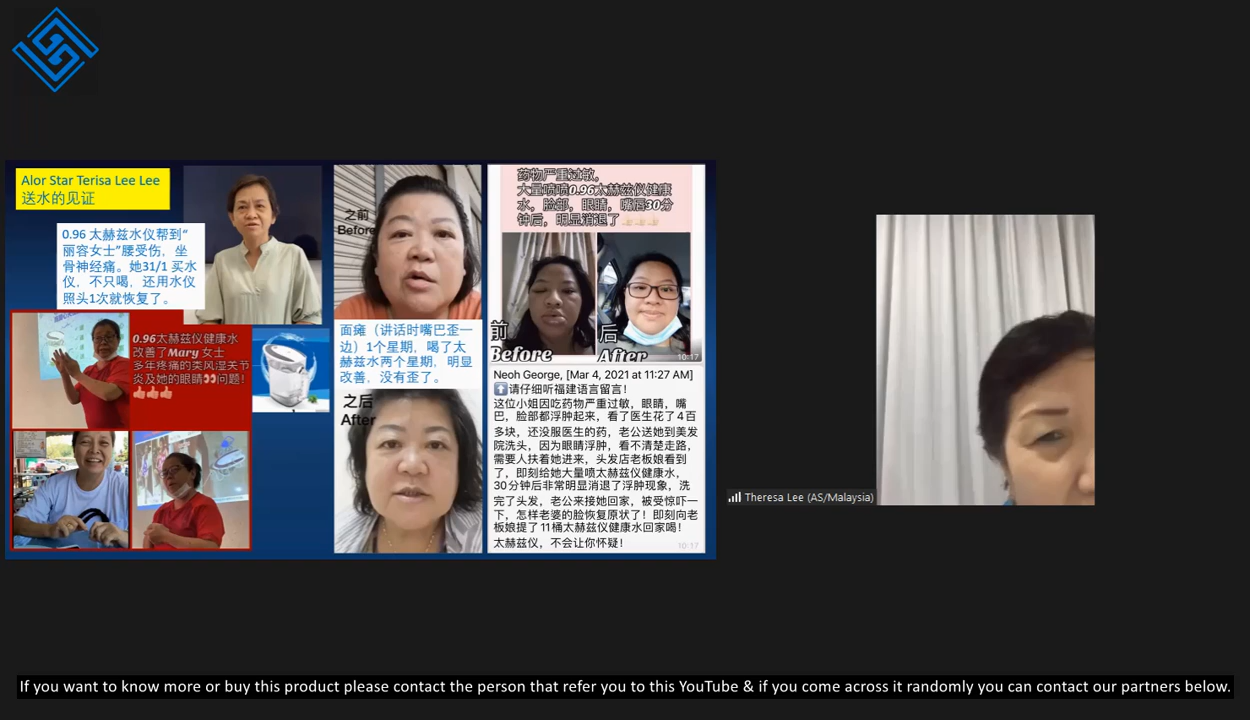 Alor Star Terisa Lee Lee
送水的见证
0.96 太赫兹水仪帮到“
丽容女士”腰受伤，坐
骨神经痛。她31/1 买水
仪，不只喝，还用水仪
照头1次就恢复了。
0.96太赫茲仪健康水
改善了Mary 女士
多年疼痛的类风湿关节
炎及她的眼睛👀问题!
👍👍👍
之前
Before
面瘫（讲话时嘴巴歪一
边）1个星期，喝了太
赫兹水两个星期，明显
改善，没有歪了。
之后
After
药物严重过敏。
大量喷喷0.96太赫兹仪健康
水，脸部，眼睛，嘴唇30分
钟后，明显消退了
前
Before
后
After
10:17
Neoh George, [Mar 4, 2021 at 11:27 AM]
⬆️请仔细听福建语言留言！
这位小姐因吃药物严重过敏，眼睛，嘴
巴，脸部都浮肿起来，看了医生花了4百
多块，还没服医生的药，老公送她到美发
院洗头，因为眼睛浮肿，看不清楚走路，
需要人扶着她进来，头发店老板娘看到
了，即刻给她大量喷太赫兹仪健康水，
30分钟后非常明显消退了浮肿现象，洗
完了头发，老公来接她回家，被受惊吓一
下，怎样老婆的脸恢复原状了！即刻向老
板娘提了11桶太赫兹仪健康水回家喝！
太赫兹仪，不会让你怀疑！
10:17
Theresa Lee (AS/Malaysia)
If you want to know more or buy this product please contact the person that refer you to this YouTube & if you come across it randomly you can contact our partners below.